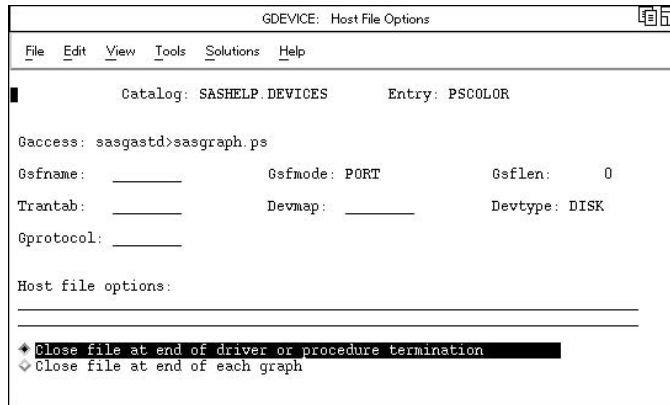 GDEVICE: Host File Options
File Edit View Tools Solutions Help
Catalog: SASHELP.DEVICES Entry: PSCOLOR
Gaccess: sasgastd>sasgraph.ps
Gsfname: Gsfmode: PORT Gsflen: 0
Trantab: Devmap: Devtype: DISK
Gprotocol:
Host file options:
Close file at end of driver or procedure termination
Close file at end of each graph